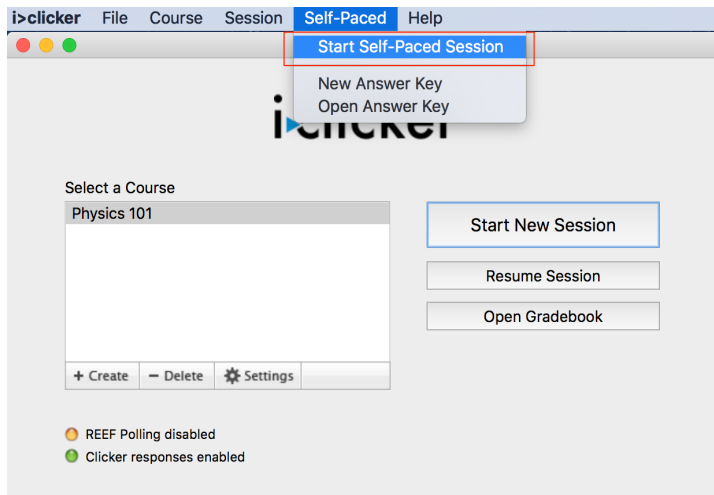 i>clicker File Course Session Self-Paced Help
Start Self-Paced Session
New Answer Key
Open Answer Key
i clicker
Select a Course
Physics 101
Start New Session
Resume Session
Open Gradebook
+ Create − Delete Settings
REEF Polling disabled
Clicker responses enabled